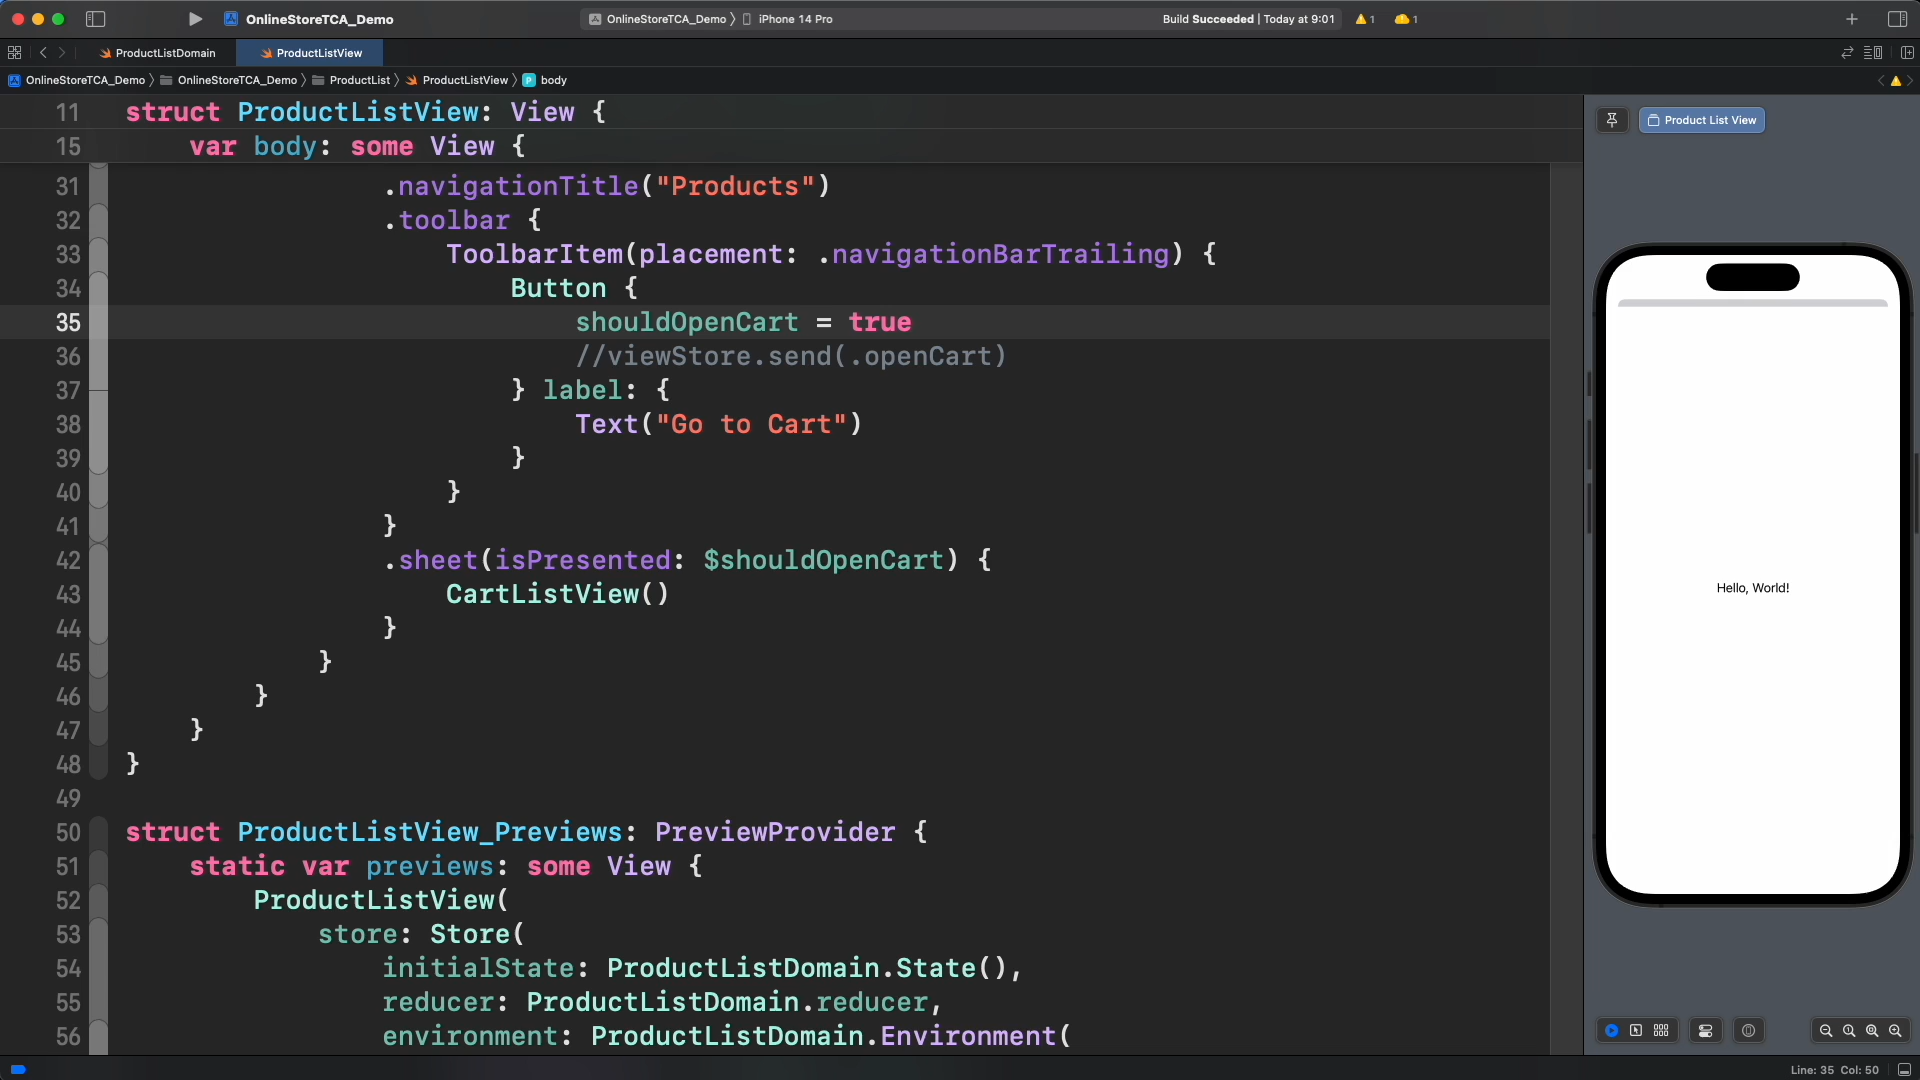 OnlineStoreTCA_Demo
OnlineStoreTCA_Demo 〉 iPhone 14 Pro
Build Succeeded | Today at 9:01
1
1
ProductListDomain
ProductListView
OnlineStoreTCA_Demo 〉 OnlineStoreTCA_Demo 〉 ProductList 〉 ProductListView 〉 P body
11 struct ProductListView: View {
15 var body: some View {
31 .navigationTitle("Products")
32 .toolbar {
33 ToolbarItem(placement: .navigationBarTrailing) {
34 Button {
35 shouldOpenCart = true
36 //viewStore.send(.openCart)
37 } label: {
38 Text("Go to Cart")
39 }
40 }
41 }
42 .sheet(isPresented: $shouldOpenCart) {
43 CartListView()
44 }
45 }
46 }
47 }
48 }
49
50 struct ProductListView_Previews: PreviewProvider {
51 static var previews: some View {
52 ProductListView(
53 store: Store(
54 initialState: ProductListDomain.State(),
55 reducer: ProductListDomain.reducer,
56 environment: ProductListDomain.Environment(
Product List View
Hello, World!
Line: 35 Col: 50